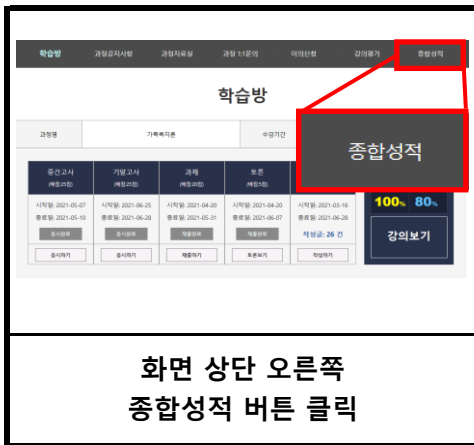 학습방 과정공지사항 과정자료실 과정 1:1문의 이의신청 강의평가 종합성적
학습방
과정명 가족복지론 수강기간
종합성적
중간고사 기말고사 과제 토론
(배점25점) (배점25점) (배점20점) (배점5점)
시작일: 2021-05-07 시작일: 2021-06-25 시작일: 2021-04-20 시작일: 2021-04-20 시작일: 2021-03-16
종료일: 2021-05-10 종료일: 2021-06-28 종료일: 2021-05-31 종료일: 2021-06-07 종료일: 2021-06-28
100% 80%
응시완료 응시완료 제출완료 제출완료 작성글: 26 건
강의보기
응시하기 응시하기 제출하기 토론보기 작성하기
화면 상단 오른쪽
종합성적 버튼 클릭